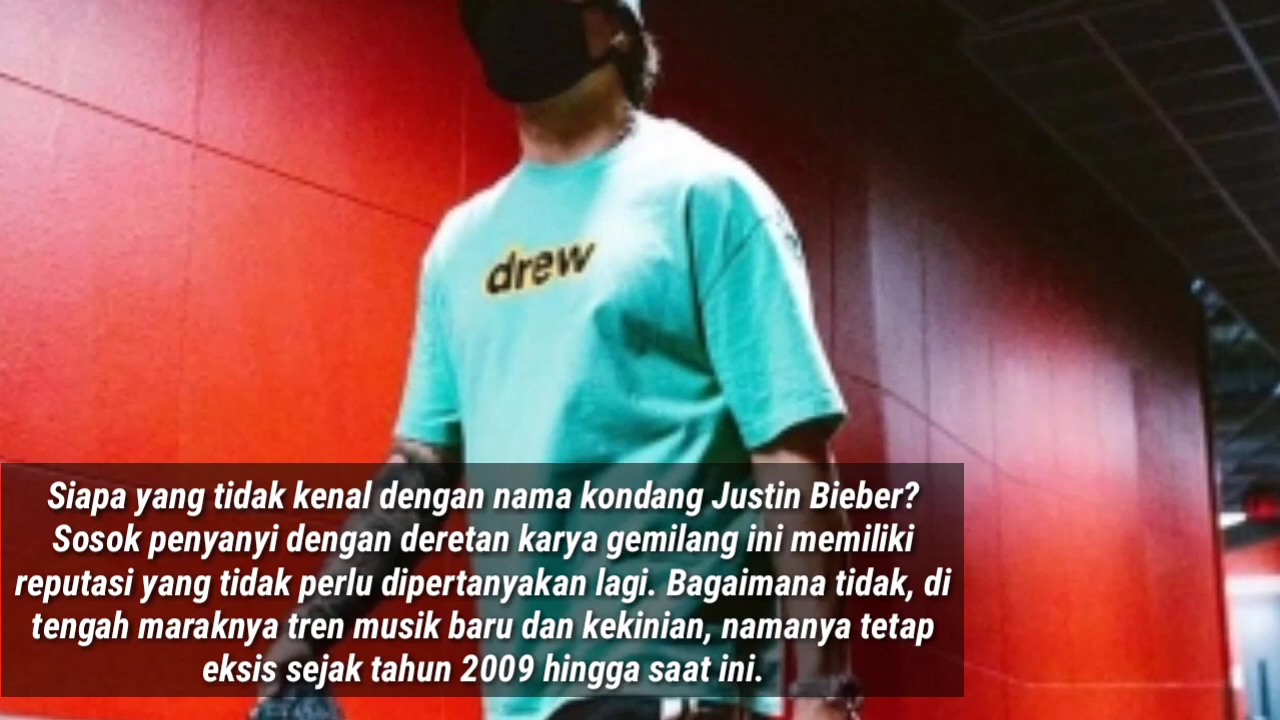 drew
Siapa yang tidak kenal dengan nama kondang Justin Bieber?
Sosok penyanyi dengan deretan karya gemilang ini memiliki
reputasi yang tidak perlu dipertanyakan lagi. Bagaimana tidak, di
tengah maraknya tren musik baru dan kekinian, namanya tetap
eksis sejak tahun 2009 hingga saat ini.